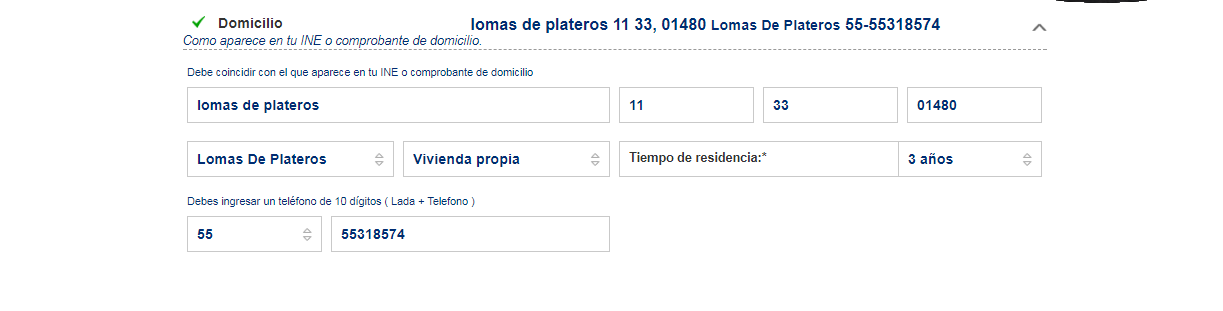 Domicilio lomas de plateros 11 33, 01480 Lomas De Plateros 55-55318574
Como aparece en tu INE o comprobante de domicilio.
Debe coincidir con el que aparece en tu INE o comprobante de domicilio
lomas de plateros 11 33 01480
Lomas De Plateros Vivienda propia Tiempo de residencia:* 3 años
Debes ingresar un teléfono de 10 dígitos ( Lada + Telefono )
55 55318574